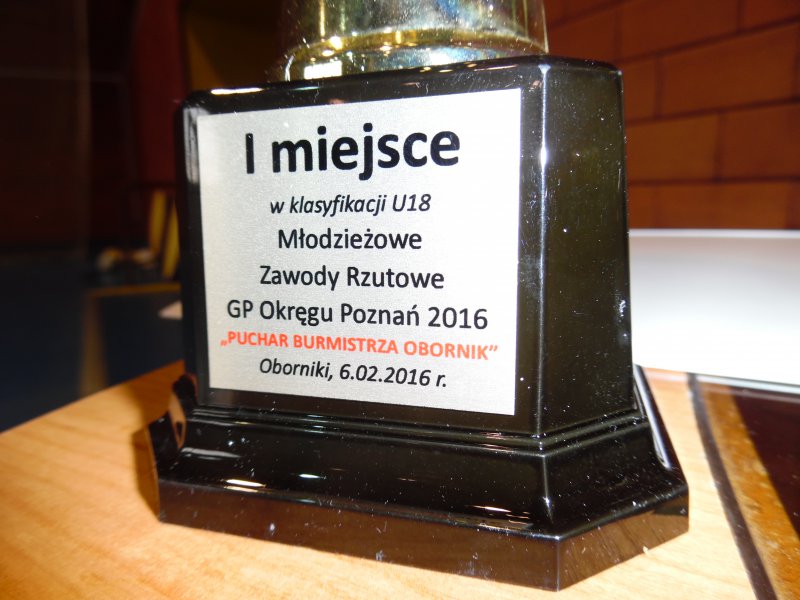 I miejsce
w klasyfikacji U18
Młodzieżowe
Zawody Rzutowe
GP Okręgu Poznań 2016
„PUCHAR BURMISTRZA OBORNIK”
Oborniki, 6.02.2016 r.